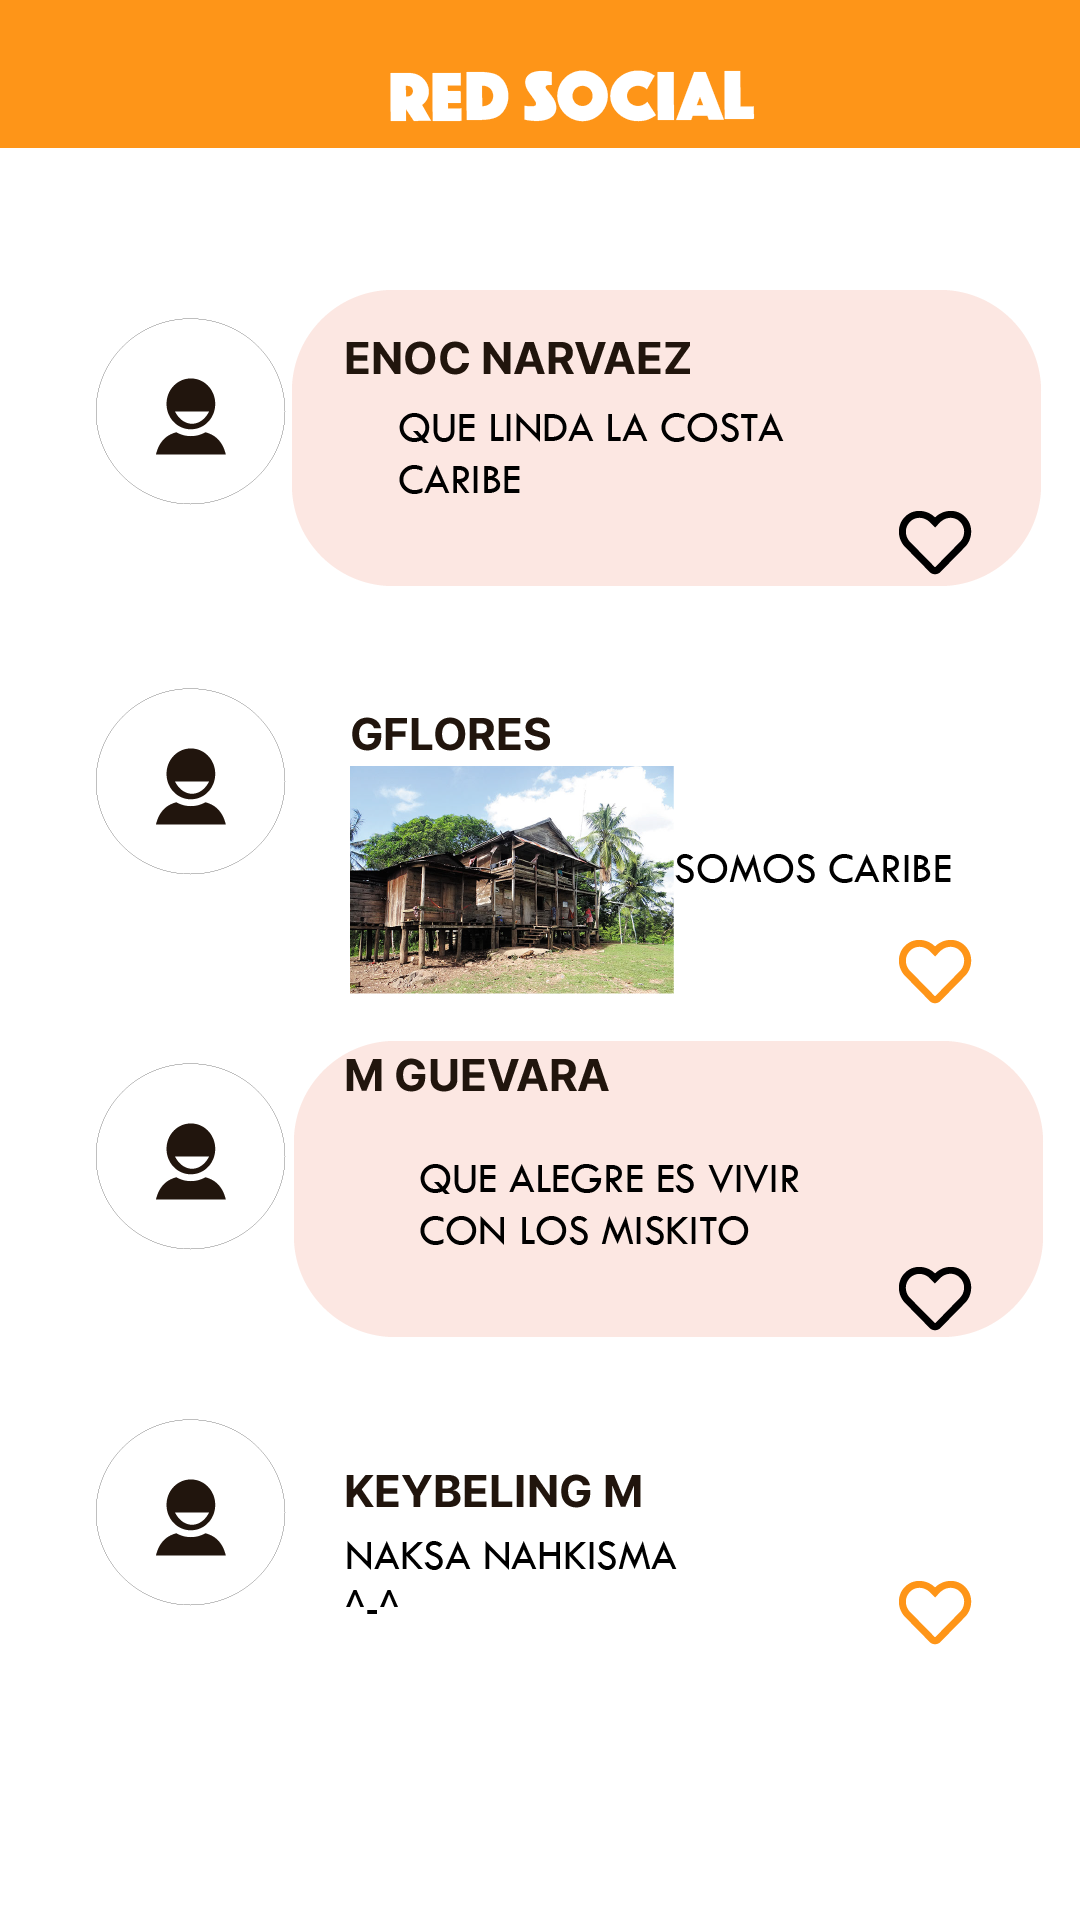 RED SOCIAL
ENOC NARVAEZ
QUE LINDA LA COSTA
CARIBE
GFLORES
SOMOS CARIBE
M GUEVARA
QUE ALEGRE ES VIVIR
CON LOS MISKITO
KEYBELING M
NAKSA NAHKISMA
^-^